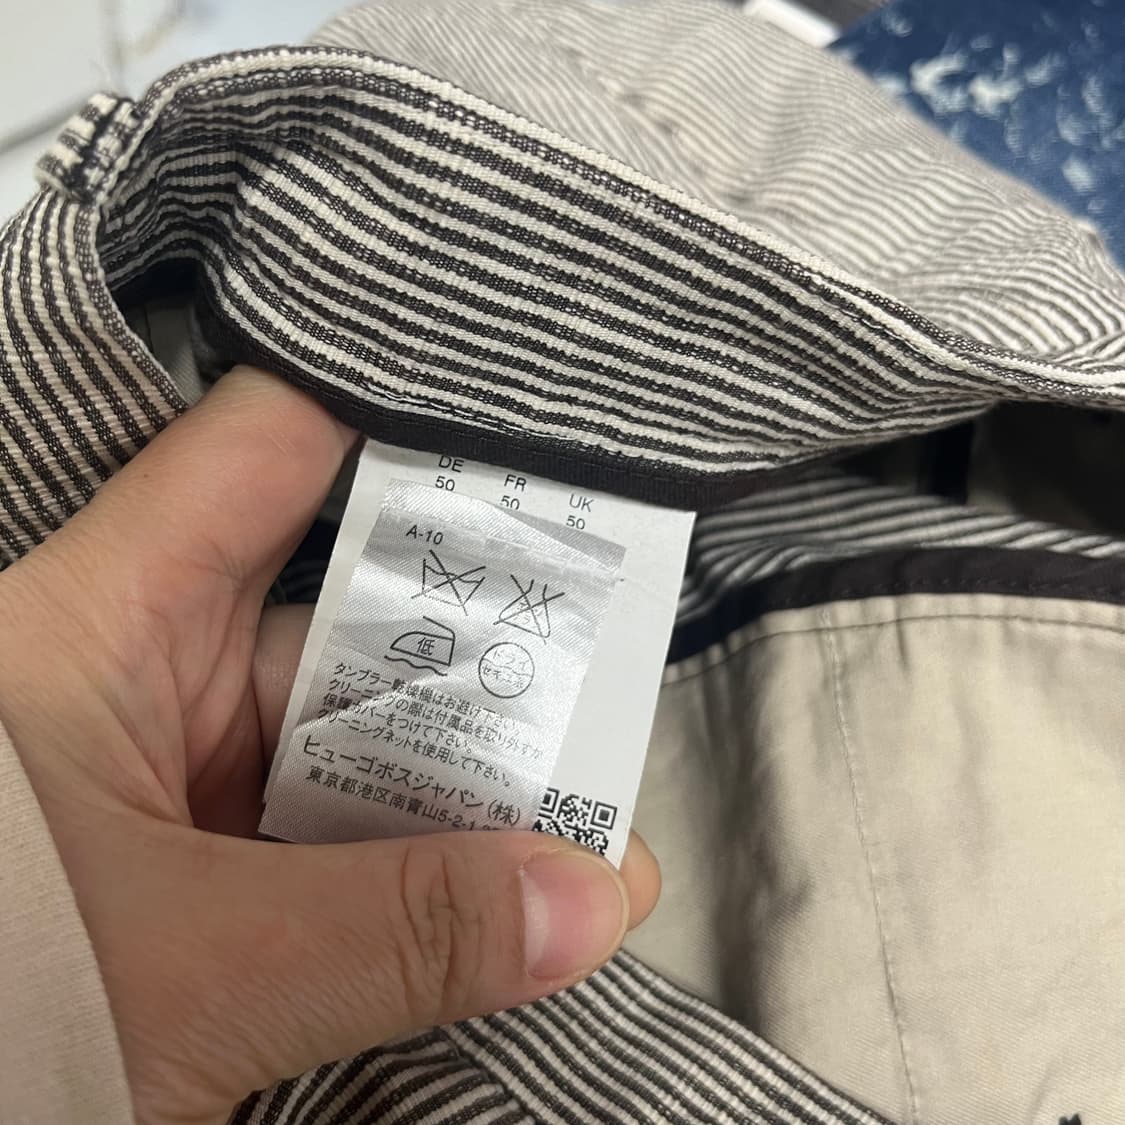 DE FR UK
50 50 50
A-10
低
ドライ
セキユ系
タンブラー乾燥機はお避け下さい。
クリーニングの際は付属品を取り外すか
保護カバーをつけて下さい。
クリーニングネットを使用して下さい。
ヒューゴボスジャパン(株)
東京都港区南青山5-2-1